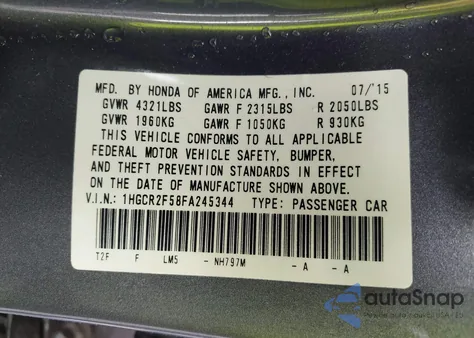 MFD. BY HONDA OF AMERICA MFG., INC. 07/15
GVWR 4321LBS GAWR F 2315LBS R 2050LBS
GVWR 1960KG GAWR F 1050KG R 930KG
THIS VEHICLE CONFORMS TO ALL APPLICABLE
FEDERAL MOTOR VEHICLE SAFETY, BUMPER,
AND THEFT PREVENTION STANDARDS IN EFFECT
ON THE DATE OF MANUFACTURE SHOWN ABOVE.
V.I.N.: 1HGCR2F58FA245344 TYPE: PASSENGER CAR
T2F F LM5 - NH797M - A - A
autaSnap